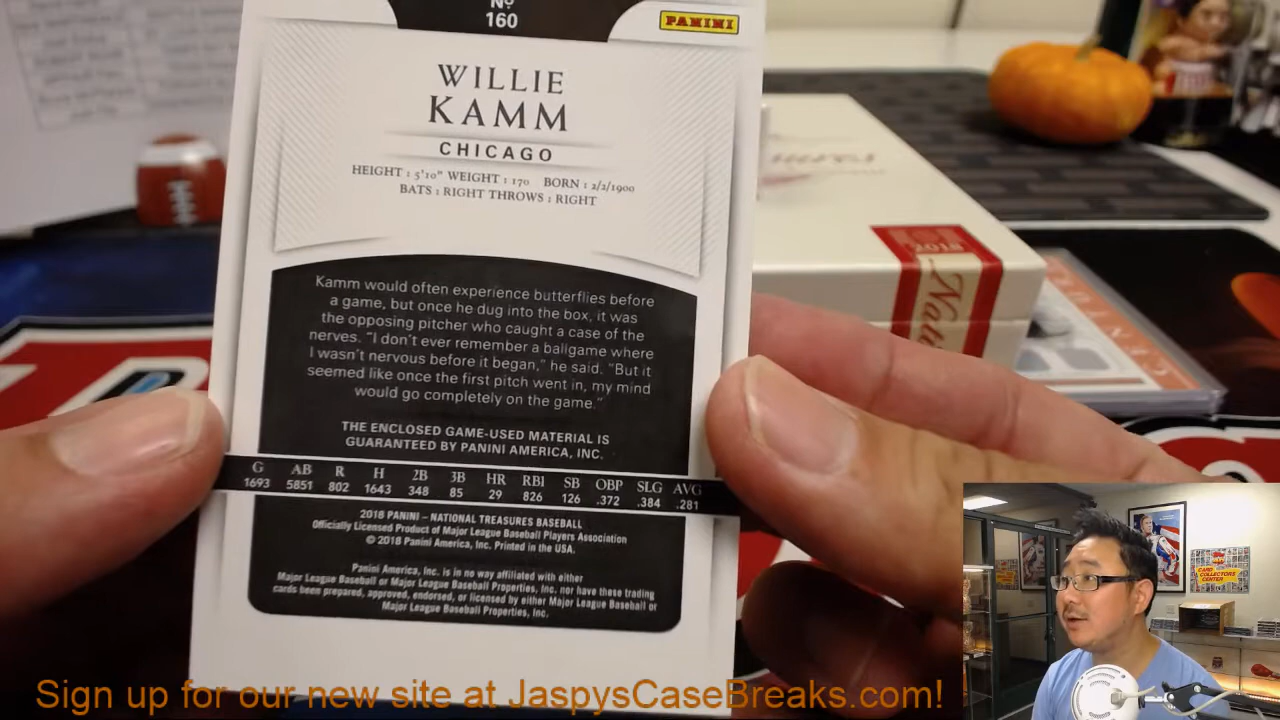 Nº
160
PANINI
WILLIE
KAMM
CHICAGO
HEIGHT : 5'10" WEIGHT : 170 BORN : 2/2/1900
BATS : RIGHT THROWS : RIGHT
Kamm would often experience butterflies before
a game, but once he dug into the box, it was
the opposing pitcher who caught a case of the
nerves. "I don't ever remember a ballgame where
I wasn't nervous before it began," he said. "But it
seemed like once the first pitch went in, my mind
would go completely on the game."
THE ENCLOSED GAME-USED MATERIAL IS
GUARANTEED BY PANINI AMERICA, INC.
G AB R H 2B 3B HR RBI SB OBP SLG AVG
1693 5851 802 1643 348 85 29 826 126 .372 .384 .281
2018 PANINI – NATIONAL TREASURES BASEBALL
Officially Licensed Product of Major League Baseball Players Association
© 2018 Panini America, Inc. Printed in the USA.
Panini America, Inc. is in no way affiliated with either
Major League Baseball or Major League Baseball Properties, Inc. nor have these trading
cards been prepared, approved, endorsed, or licensed by either Major League Baseball or
Major League Baseball Properties, Inc.
2018
Nati
topps
CARD
COLLECTORS
CENTER
Sign up for our new site at JaspysCaseBreaks.com!